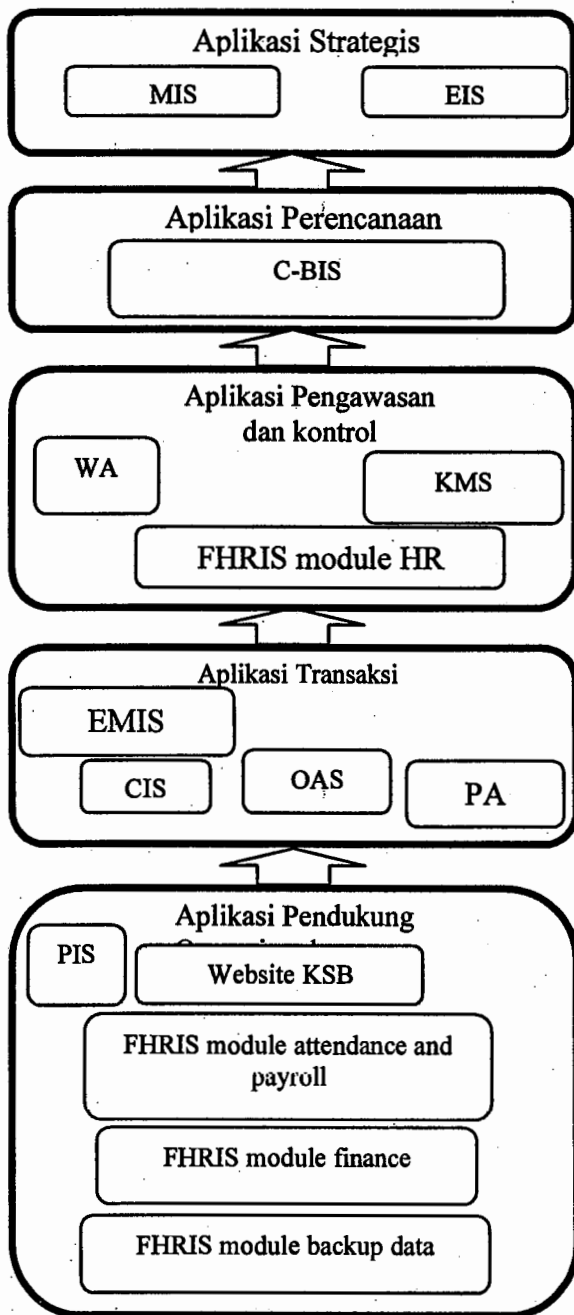 Aplikasi Strategis
MIS
EIS
Aplikasi Perencanaan
C-BIS
Aplikasi Pengawasan
dan kontrol
WA
KMS
FHRIS module HR
Aplikasi Transaksi
EMIS
CIS
OAS
PA
Aplikasi Pendukung
PIS
Website KSB
FHRIS module attendance and
payroll
FHRIS module finance
FHRIS module backup data